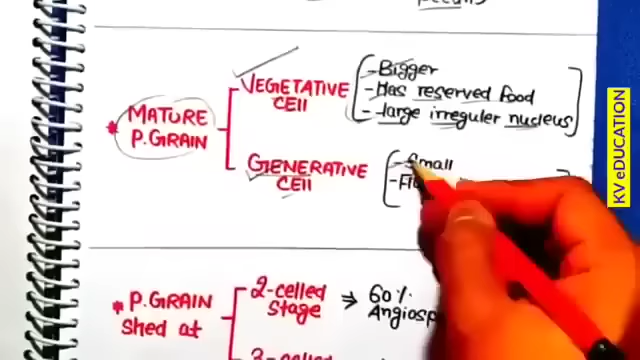 * MATURE P.GRAIN
VEGETATIVE CELL
- Bigger
- Has reserved food
- large irreguler nucleus
GENERATIVE CELL
- Small
* P.GRAIN shed at
2-celled stage ⇒ 60%
KV eDUCATION